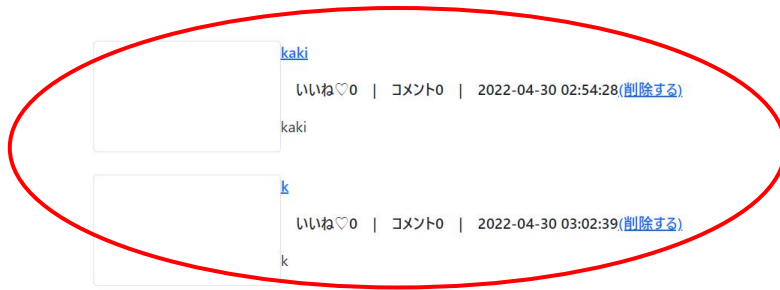 kaki
いいね♡0 | コメント0 | 2022-04-30 02:54:28(削除する)
kaki
k
いいね♡0 | コメント0 | 2022-04-30 03:02:39(削除する)
k